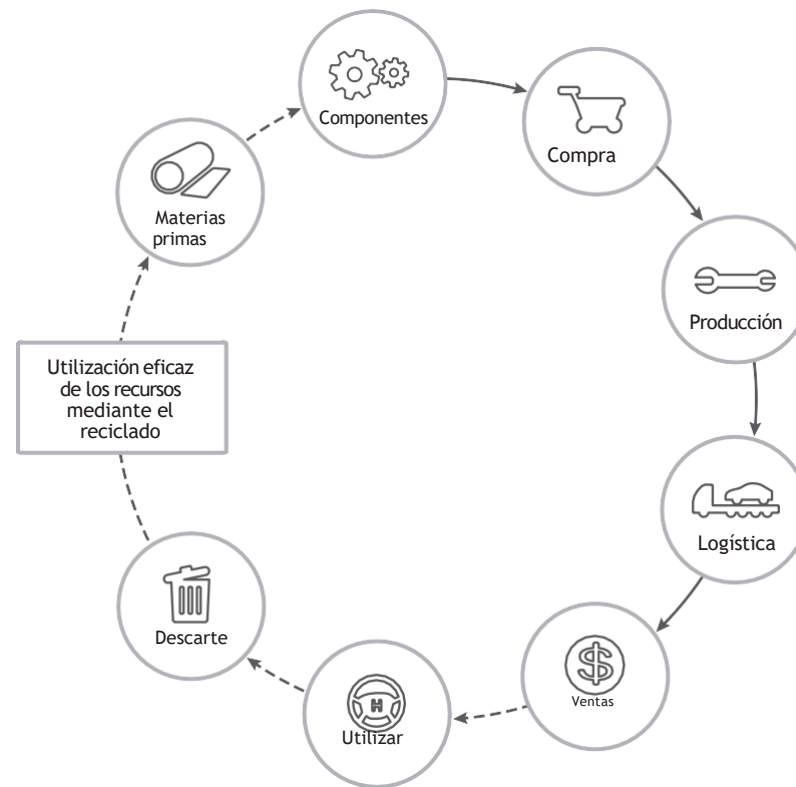 Componentes
Compra
Materias
primas
Producción
Utilización eficaz
de los recursos
mediante el
reciclado
Logística
Descarte
Ventas
H
Utilizar